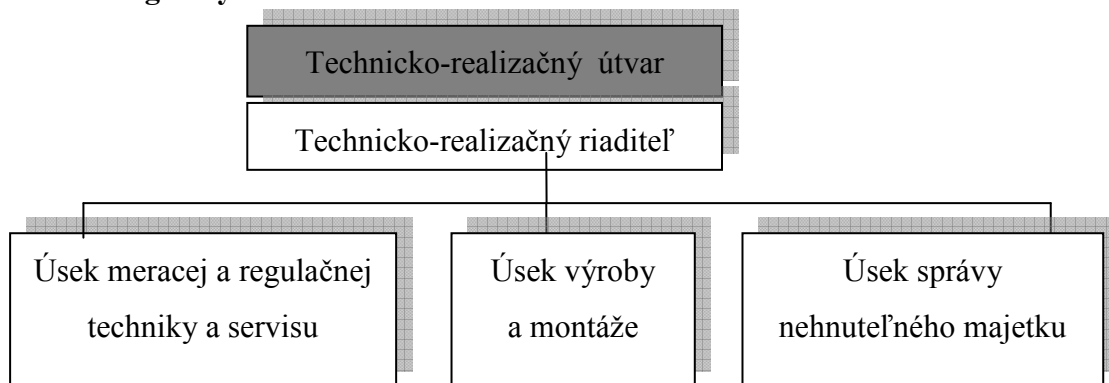 Technicko-realizačný útvar
Technicko-realizačný riaditeľ
Úsek meracej a regulačnej
techniky a servisu
Úsek výroby
a montáže
Úsek správy
nehnuteľného majetku